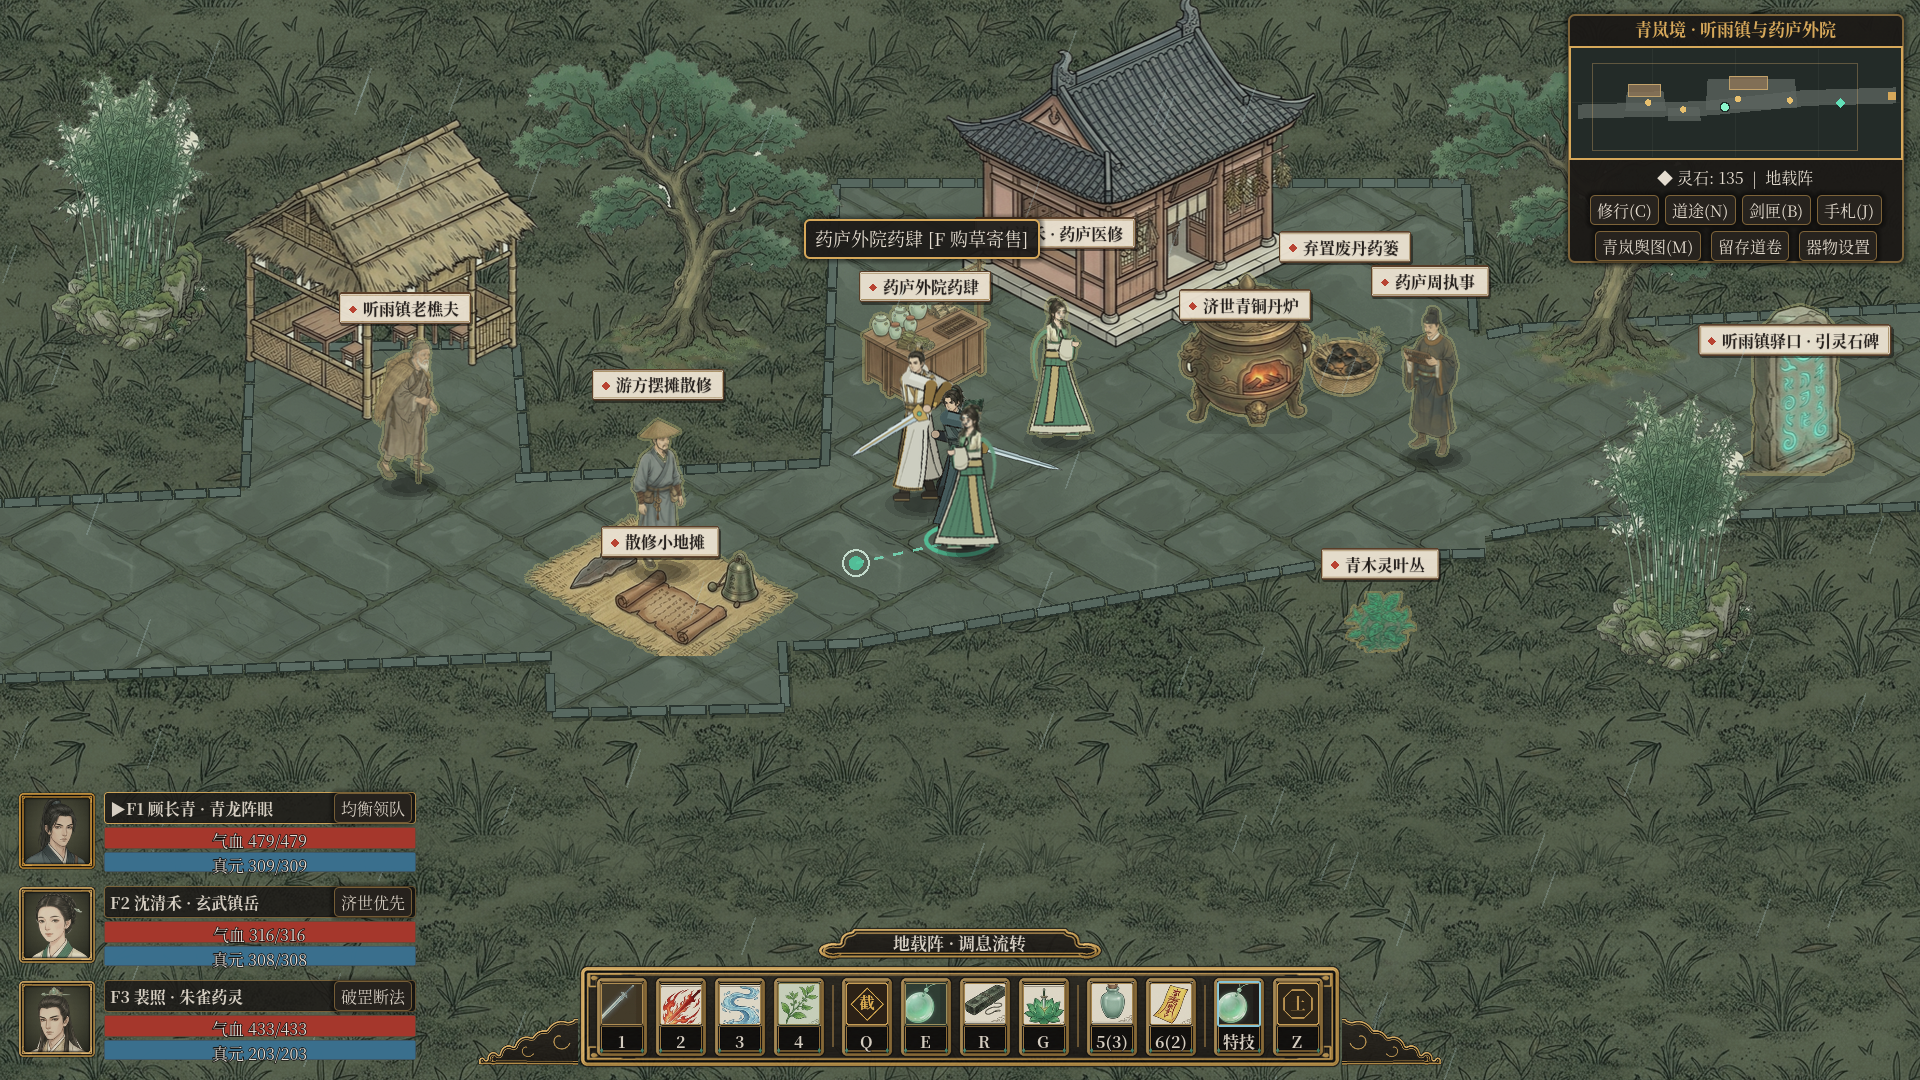 青岚境 · 听雨镇与药庐外院
◆ 灵石: 135 | 地载阵
修行(C) 道途(N) 剑匣(B) 手札(J)
青岚舆图(M) 留存道卷 器物设置
药庐外院药肆 [F 购草寄售]
· 药庐医修
弃置废丹药篓
药庐周执事
药庐外院药肆
济世青铜丹炉
听雨镇老樵夫
听雨镇驿口 · 引灵石碑
游方摆摊散修
散修小地摊
青木灵叶丛
▶F1 顾长青 · 青龙阵眼 均衡领队
气血 479/479
真元 309/309
F2 沈清禾 · 玄武镇岳 济世优先
气血 316/316
真元 308/308
F3 裴照 · 朱雀药灵 破罡断法
气血 433/433
真元 203/203
地载阵 · 调息流转
截 上
1 2 3 4 Q E R G 5(3) 6(2) 特技 Z